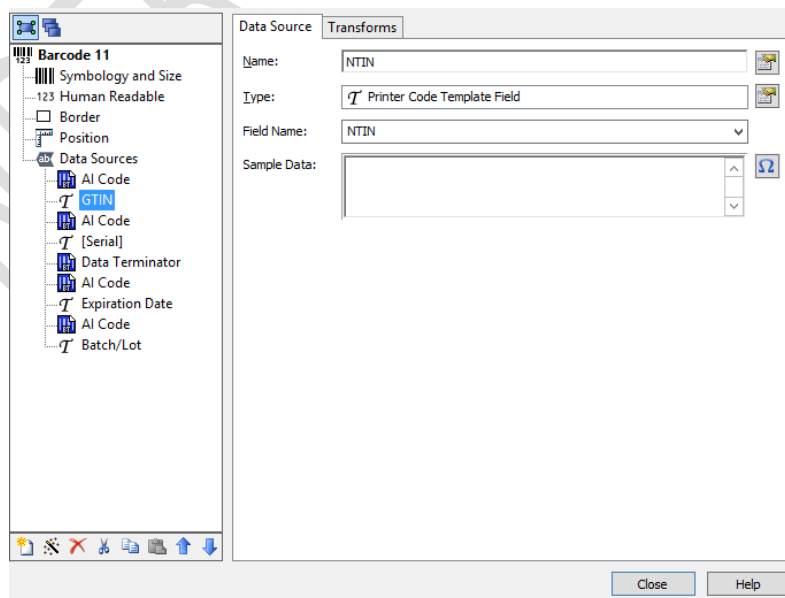 Barcode 11
Symbology and Size
123 Human Readable
Border
Position
Data Sources
AI Code
GTIN
AI Code
[Serial]
Data Terminator
AI Code
Expiration Date
AI Code
Batch/Lot
Data Source Transforms
Name: NTIN
Type: T Printer Code Template Field
Field Name: NTIN
Sample Data:
Ω
Close Help